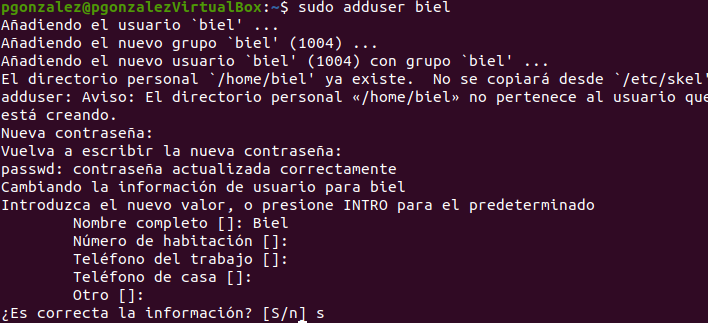 pgonzalez@pgonzalezVirtualBox:~$ sudo adduser biel
Añadiendo el usuario `biel' ...
Añadiendo el nuevo grupo `biel' (1004) ...
Añadiendo el nuevo usuario `biel' (1004) con grupo `biel' ...
El directorio personal `/home/biel' ya existe.  No se copiará desde `/etc/skel'
adduser: Aviso: El directorio personal «/home/biel» no pertenece al usuario que
está creando.
Nueva contraseña:
Vuelva a escribir la nueva contraseña:
passwd: contraseña actualizada correctamente
Cambiando la información de usuario para biel
Introduzca el nuevo valor, o presione INTRO para el predeterminado
        Nombre completo []: Biel
        Número de habitación []:
        Teléfono del trabajo []:
        Teléfono de casa []:
        Otro []:
¿Es correcta la información? [S/n] s